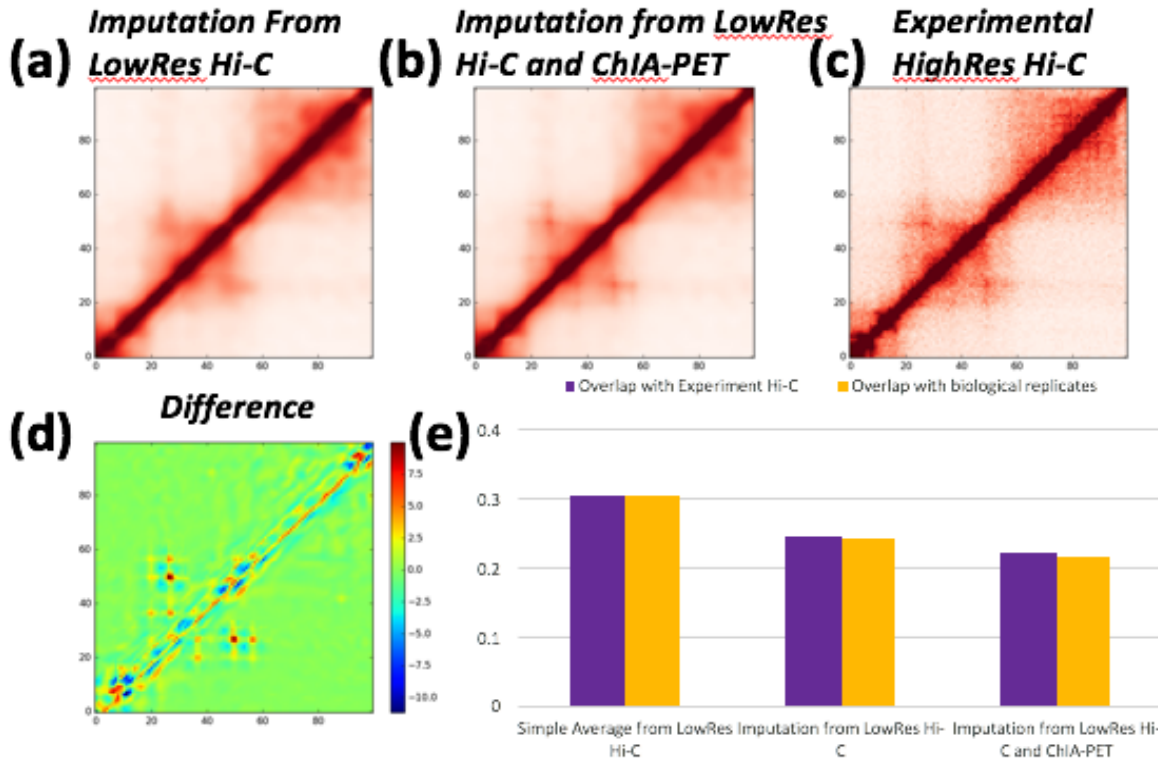 Imputation From
(a) LowRes Hi-C
Imputation from LowRes
(b) Hi-C and ChIA-PET
Experimental
(c) HighRes Hi-C
80
60
40
20
0
0 20 40 60 80
80
60
40
20
0
0 20 40 60 80
80
60
40
20
0
0 20 40 60 80
Overlap with Experiment Hi-C
Overlap with biological replicates
Difference
(d)
80
60
40
20
0
0 20 40 60 80
7.5
5.0
2.5
0.0
−2.5
−5.0
−7.5
−10.0
(e)
0.4
0.3
0.2
0.1
0
Simple Average from LowRes
Hi-C
Imputation from LowRes Hi-
C
Imputation from LowRes Hi-
C and ChIA-PET